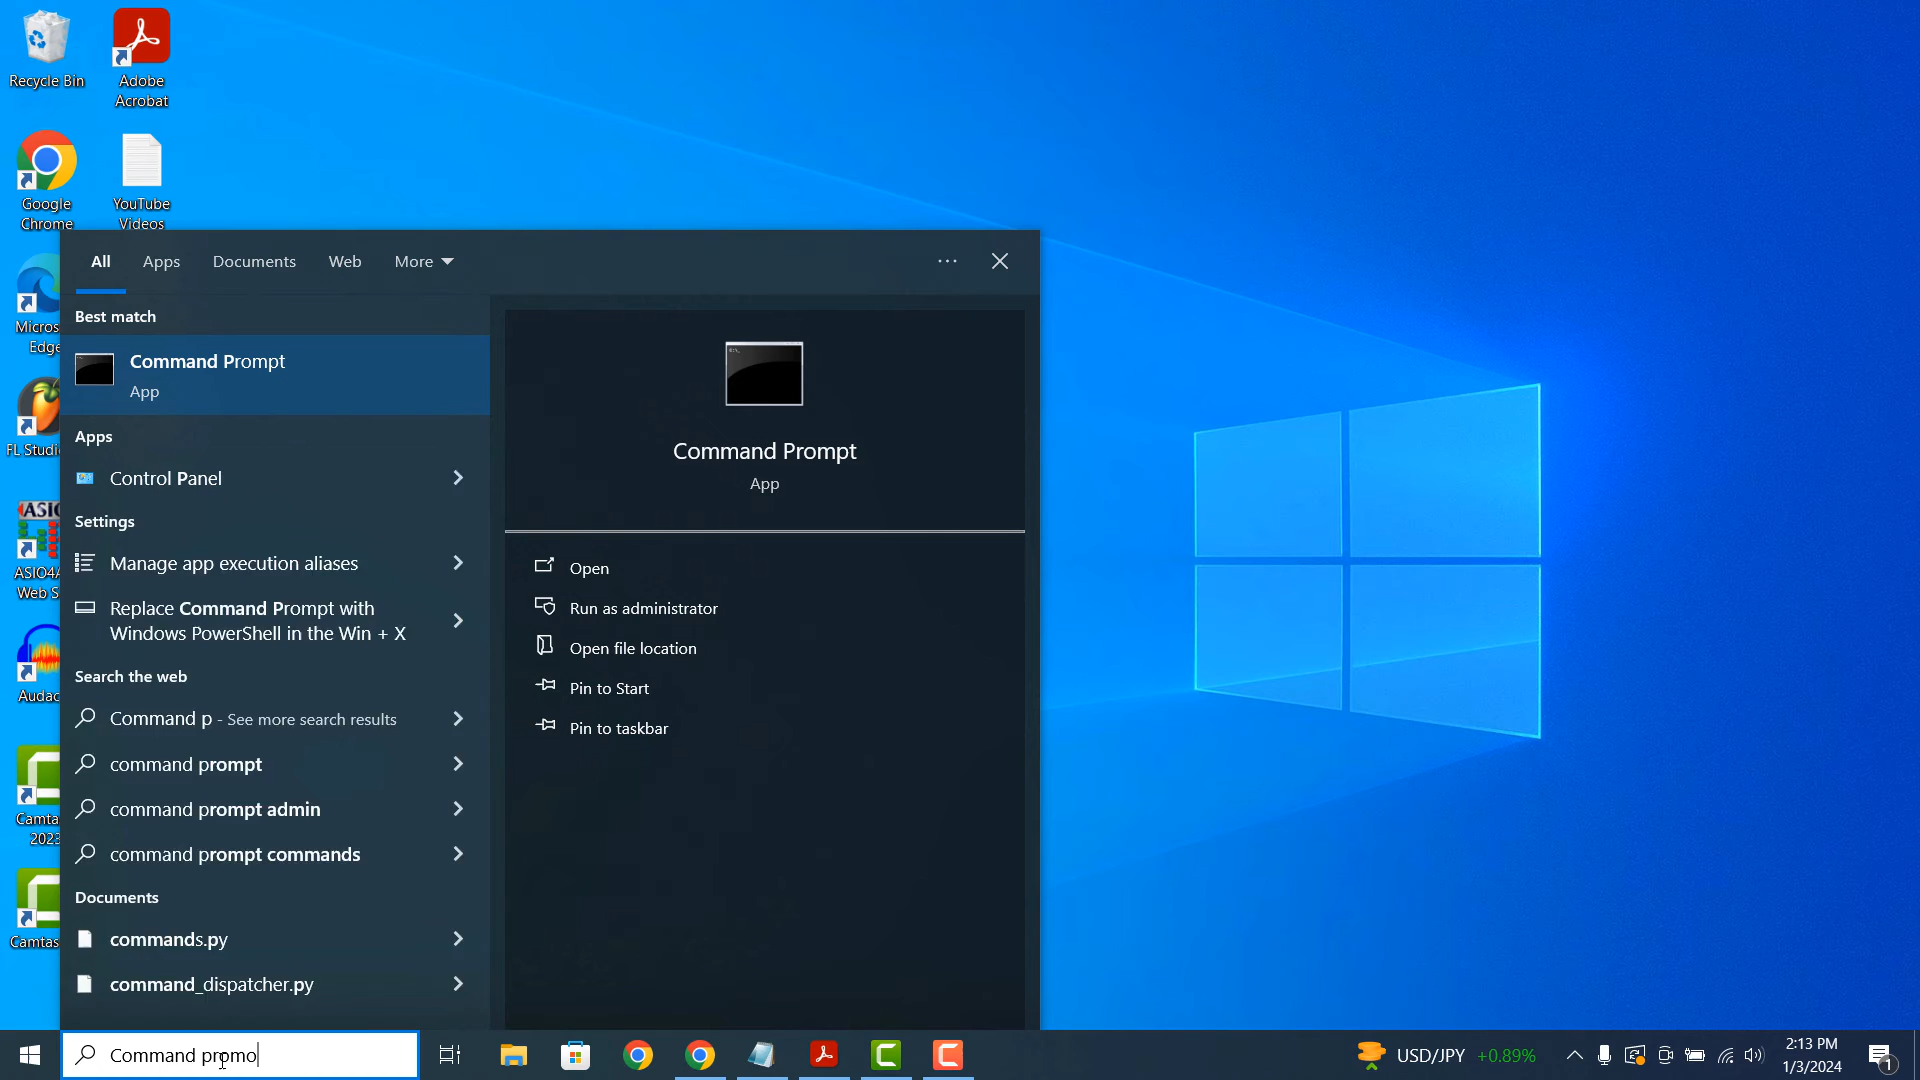 Recycle Bin
Adobe
Acrobat
Google
Chrome
YouTube
Videos
Micros
Edge
FL Studi
ASIO
ASIO4A
Web S
Audac
Camta
2023
Camtas
All
Apps
Documents
Web
More
Best match
Command Prompt
App
Apps
Control Panel
Settings
Manage app execution aliases
Replace Command Prompt with
Windows PowerShell in the Win + X
Search the web
Command p - See more search results
command prompt
command prompt admin
command prompt commands
Documents
commands.py
command_dispatcher.py
Command Prompt
App
Open
Run as administrator
Open file location
Pin to Start
Pin to taskbar
Command promo
USD/JPY +0.89%
2:13 PM
1/3/2024
1